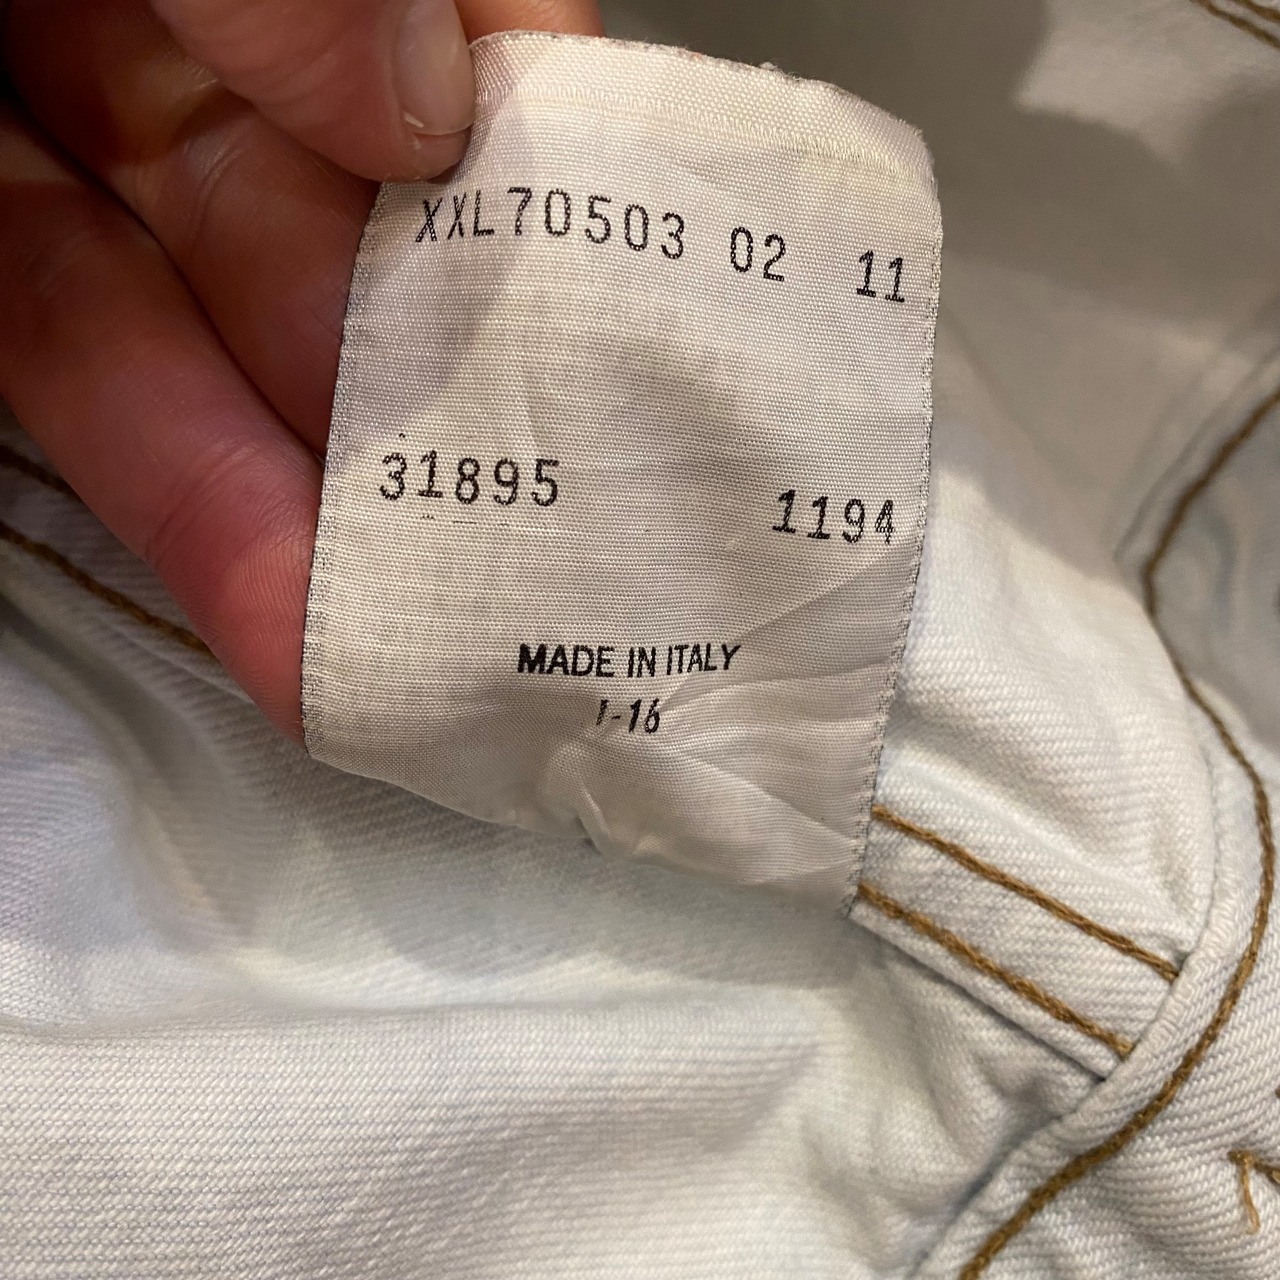 XXL70503 02 11
31895 1194
MADE IN ITALY
I-16